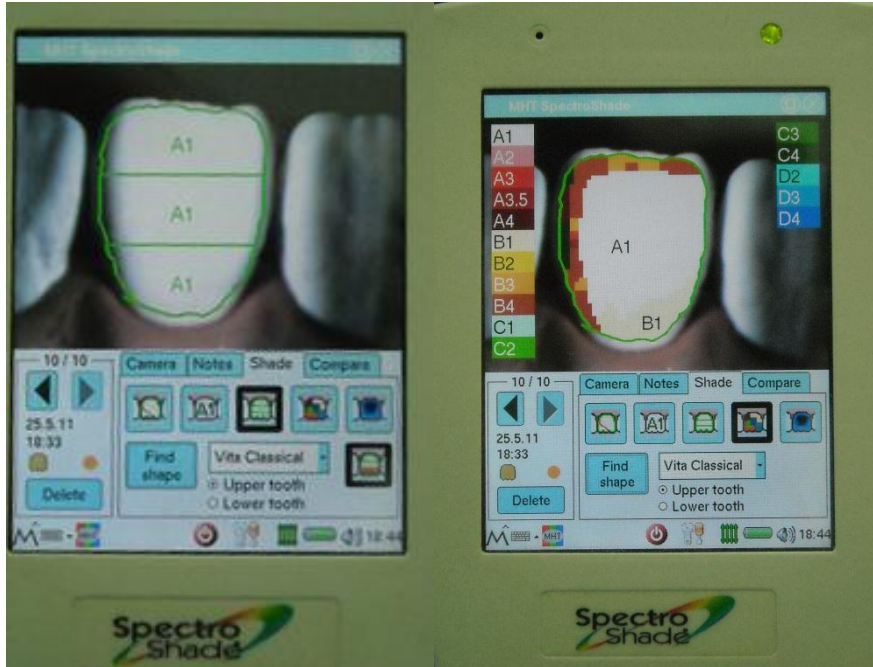 MHT SpectroShade
A1
A1
A1
10 / 10
Camera Notes Shade Compare
A1
25.5.11
18:33
Find shape
Vita Classical
Upper tooth
Lower tooth
Delete
MHT
18:44
Spectro
Shade
MHT SpectroShade
A1
A2
A3
A3.5
A4
B1
B2
B3
B4
C1
C2
C3
C4
D2
D3
D4
A1
B1
10 / 10
Camera Notes Shade Compare
A1
25.5.11
18:33
Find
shape
Vita Classical
Upper tooth
Lower tooth
Delete
MHT
18:44
Spectro
Shade